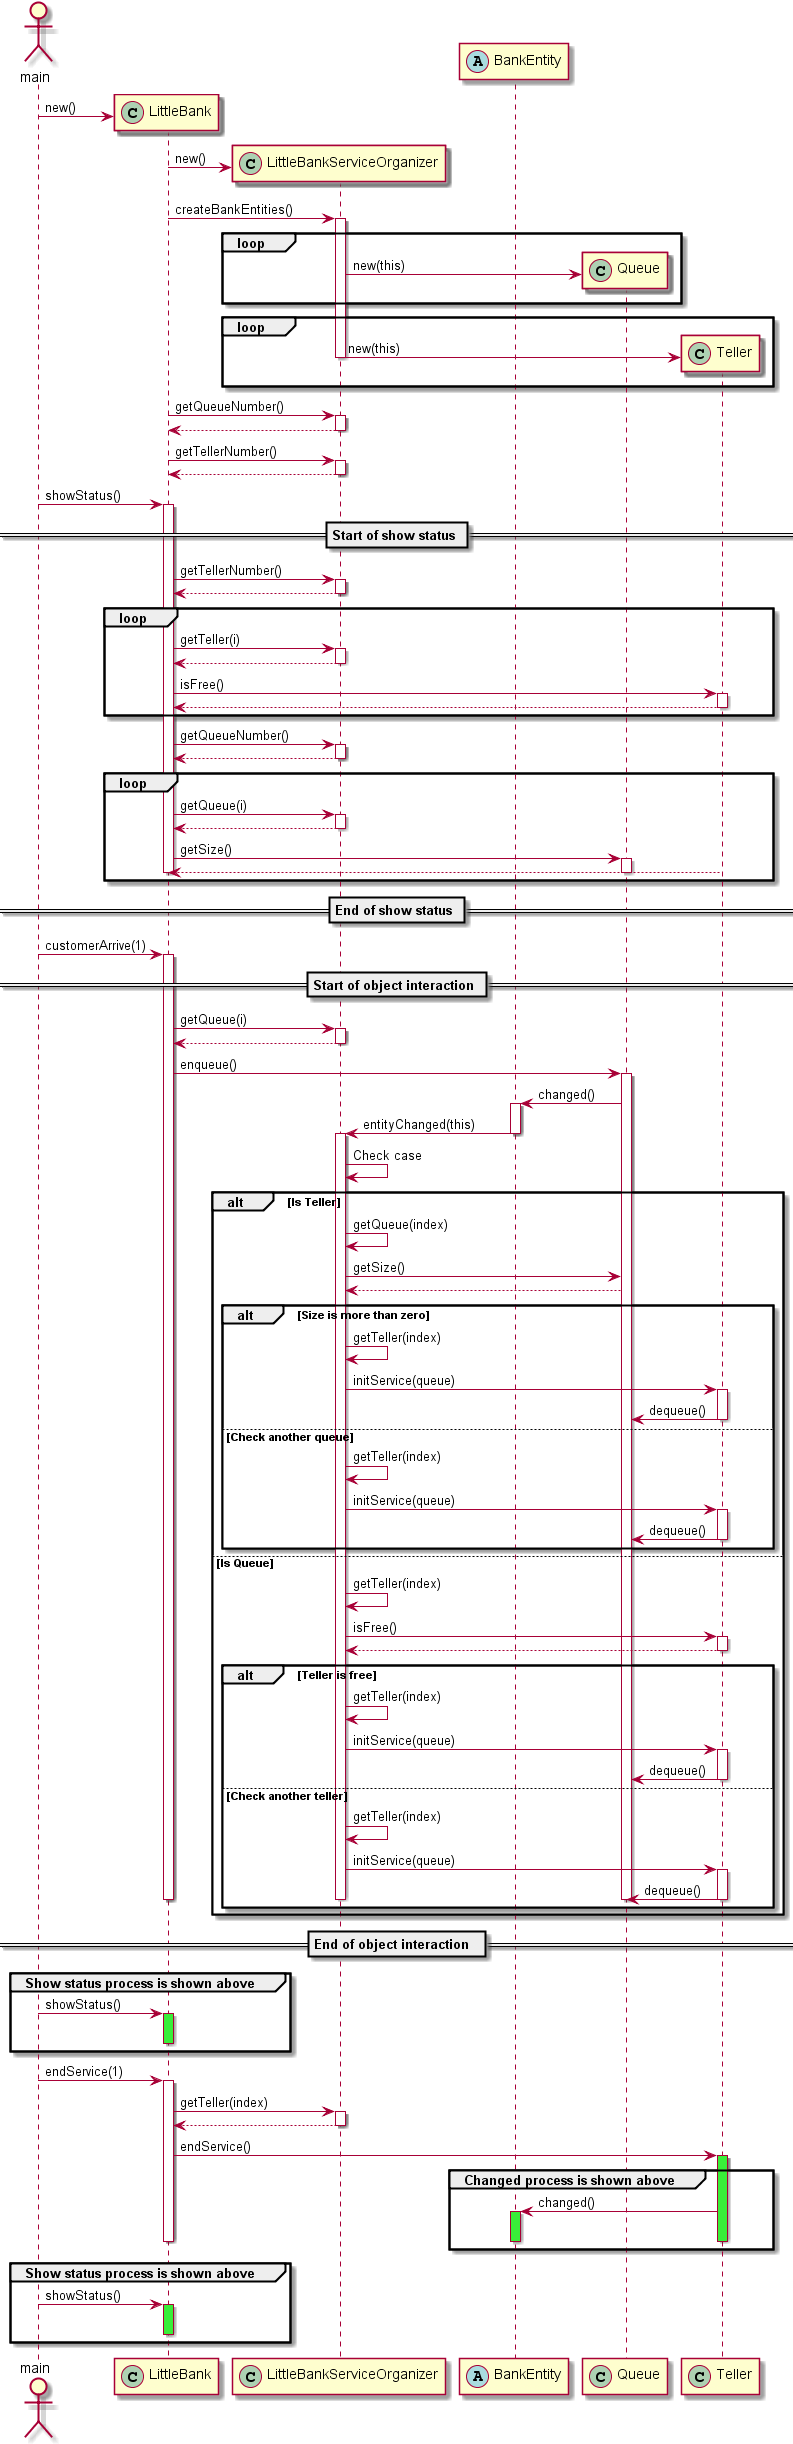 main
A BankEntity
new()
C LittleBank
new()
C LittleBankServiceOrganizer
createBankEntities()
loop
new(this)
C Queue
loop
new(this)
C Teller
getQueueNumber()
getTellerNumber()
showStatus()
Start of show status
getTellerNumber()
loop
getTeller(i)
isFree()
getQueueNumber()
loop
getQueue(i)
getSize()
End of show status
customerArrive(1)
Start of object interaction
getQueue(i)
enqueue()
changed()
entityChanged(this)
Check case
alt [Is Teller]
getQueue(index)
getSize()
alt [Size is more than zero]
getTeller(index)
initService(queue)
dequeue()
[Check another queue]
getTeller(index)
initService(queue)
dequeue()
[Is Queue]
getTeller(index)
isFree()
alt [Teller is free]
getTeller(index)
initService(queue)
dequeue()
[Check another teller]
getTeller(index)
initService(queue)
dequeue()
End of object interaction
Show status process is shown above
showStatus()
endService(1)
getTeller(index)
endService()
Changed process is shown above
changed()
Show status process is shown above
showStatus()
main
C LittleBank
C LittleBankServiceOrganizer
A BankEntity
C Queue
C Teller